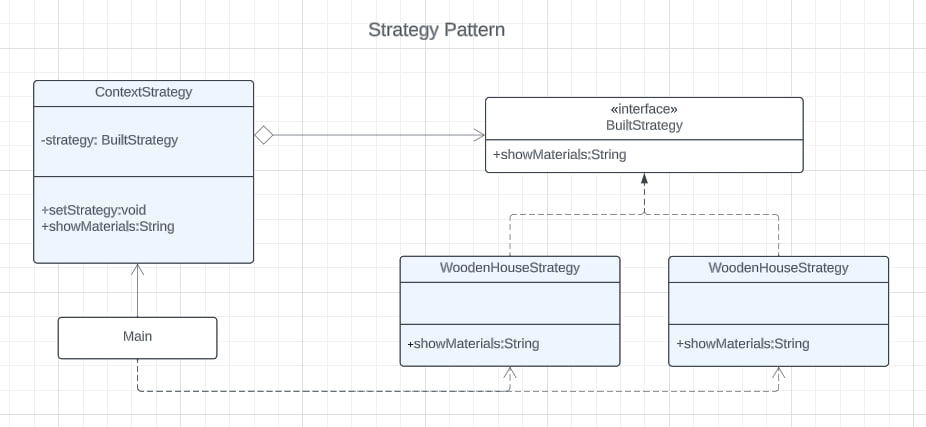 Strategy Pattern
ContextStrategy
-strategy: BuiltStrategy
+setStrategy:void
+showMaterials:String
«interface»
BuiltStrategy
+showMaterials:String
WoodenHouseStrategy
+showMaterials:String
WoodenHouseStrategy
+showMaterials:String
Main